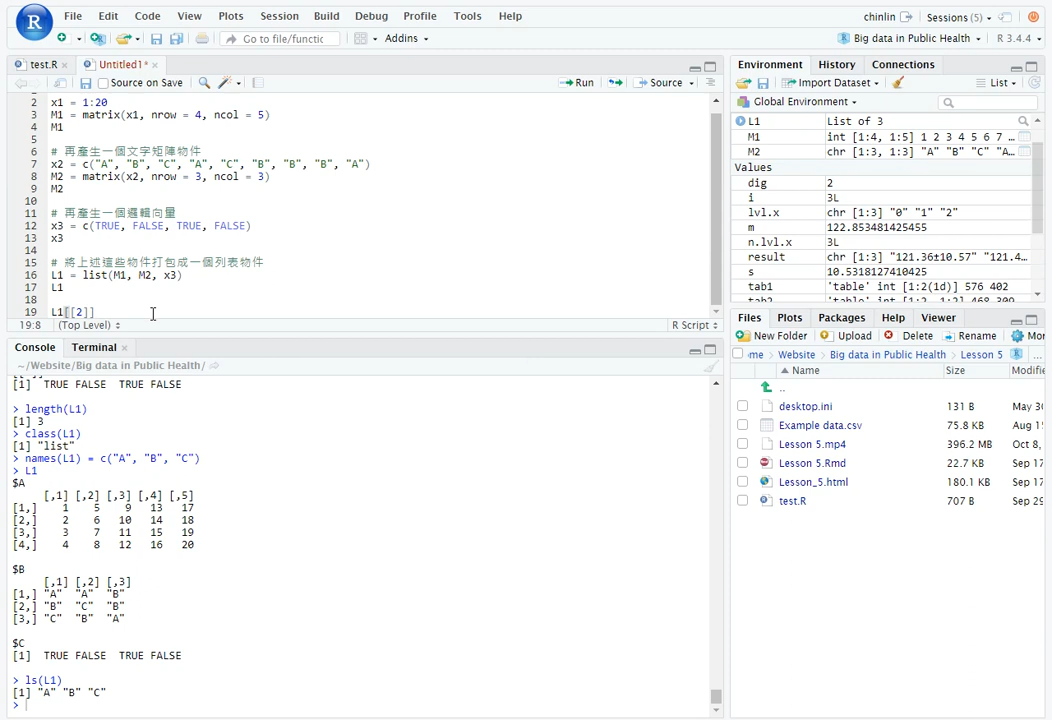 File Edit Code View Plots Session Build Debug Profile Tools Help
chinlin Sessions (5)
Go to file/functic Addins
Big data in Public Health R 3.4.4
test.R Untitled1*
Source on Save Run Source
2 x1 = 1:20
3 M1 = matrix(x1, nrow = 4, ncol = 5)
4 M1
5
6 # 再產生一個文字矩陣物件
7 x2 = c("A", "B", "C", "A", "C", "B", "B", "B", "A")
8 M2 = matrix(x2, nrow = 3, ncol = 3)
9 M2
10
11 # 再產生一個邏輯向量
12 x3 = c(TRUE, FALSE, TRUE, FALSE)
13 x3
14
15 # 將上述這些物件打包成一個列表物件
16 L1 = list(M1, M2, x3)
17 L1
18
19 L1[[2]]
19:8 (Top Level) R Script
Console Terminal
~/Website/Big data in Public Health/
[1] TRUE FALSE TRUE FALSE
> length(L1)
[1] 3
> class(L1)
[1] "list"
> names(L1) = c("A", "B", "C")
> L1
$A
[,1] [,2] [,3] [,4] [,5]
[1,] 1 5 9 13 17
[2,] 2 6 10 14 18
[3,] 3 7 11 15 19
[4,] 4 8 12 16 20
$B
[,1] [,2] [,3]
[1,] "A" "A" "B"
[2,] "B" "C" "B"
[3,] "C" "B" "A"
$C
[1] TRUE FALSE TRUE FALSE
> ls(L1)
[1] "A" "B" "C"
>
Environment History Connections
Import Dataset List
Global Environment
L1 List of 3
M1 int [1:4, 1:5] 1 2 3 4 5 6 7 …
M2 chr [1:3, 1:3] "A" "B" "C" "A…
Values
dig 2
i 3L
lvl.x chr [1:3] "0" "1" "2"
m 122.853481425455
n.lvl.x 3L
result chr [1:3] "121.36±10.57" "121.4…
s 10.5318127410425
tab1 'table' int [1:2(1d)] 576 402
Files Plots Packages Help Viewer
New Folder Upload Delete Rename Mor
me Website Big data in Public Health Lesson 5 ...
Name Size Modifie
..
desktop.ini 131 B May 30
Example data.csv 75.8 KB Aug 1
Lesson 5.mp4 396.2 MB Oct 8,
Lesson 5.Rmd 22.7 KB Sep 17
Lesson_5.html 180.1 KB Sep 17
test.R 707 B Sep 29